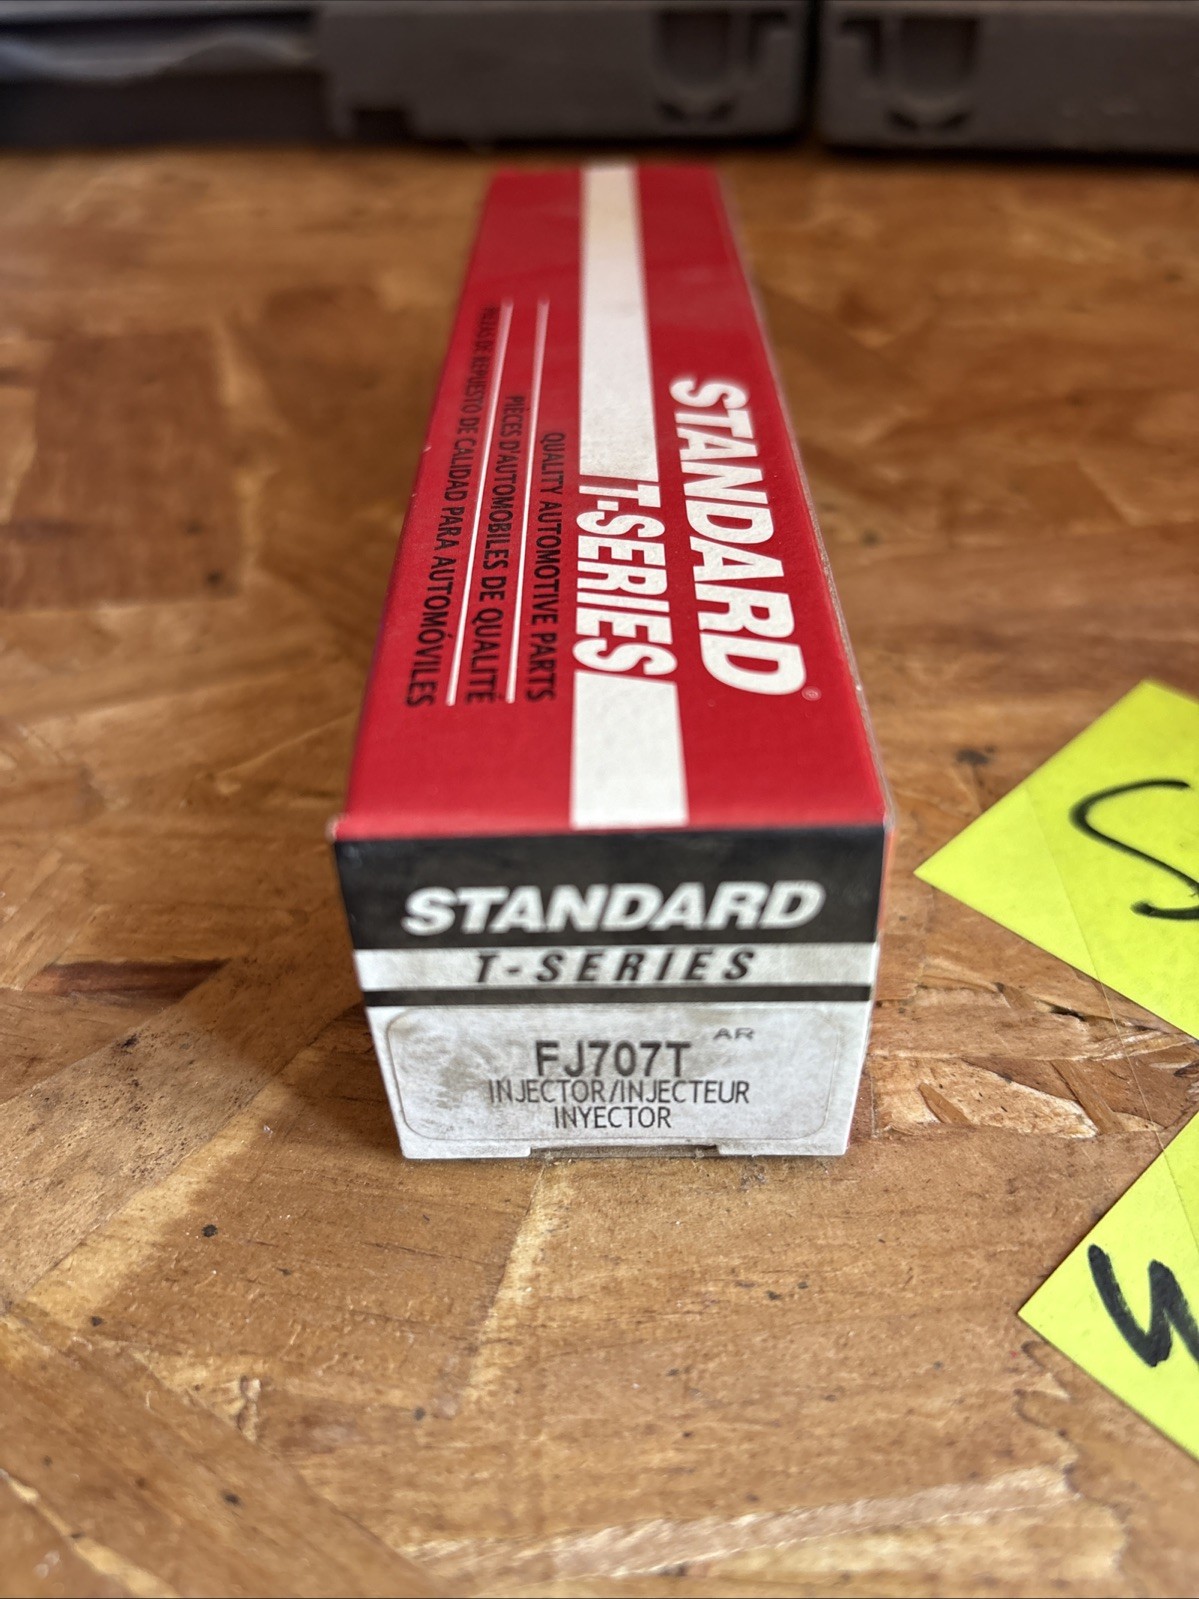 STANDARD®
T-SERIES
QUALITY AUTOMOTIVE PARTS
PIÈCES D'AUTOMOBILES DE QUALITÉ
PIEZAS DE REPUESTO DE CALIDAD PARA AUTOMÓVILES
STANDARD
T-SERIES
AR
FJ707T
INJECTOR/INJECTEUR
INYECTOR